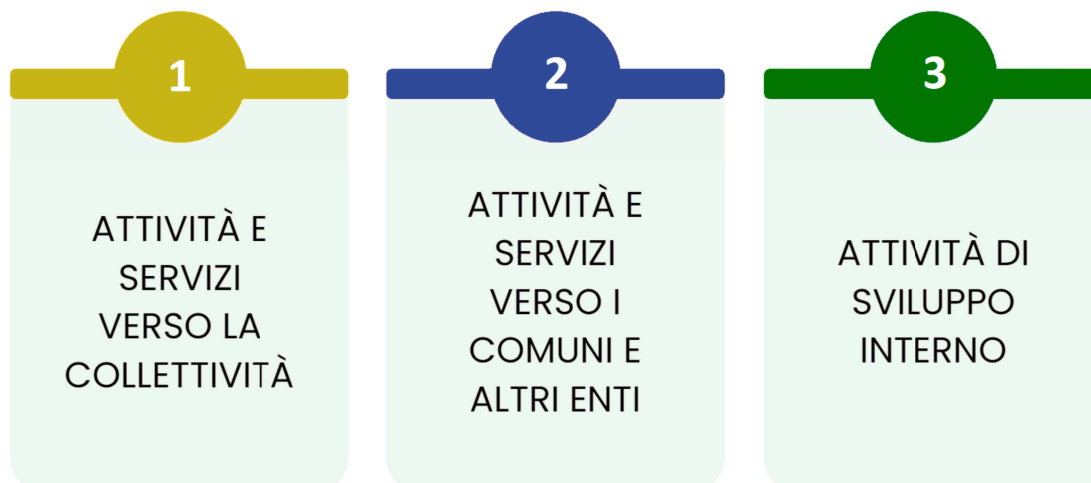 1
ATTIVITÀ E
SERVIZI
VERSO LA
COLLETTIVITÀ
2
ATTIVITÀ E
SERVIZI
VERSO I
COMUNI E
ALTRI ENTI
3
ATTIVITÀ DI
SVILUPPO
INTERNO